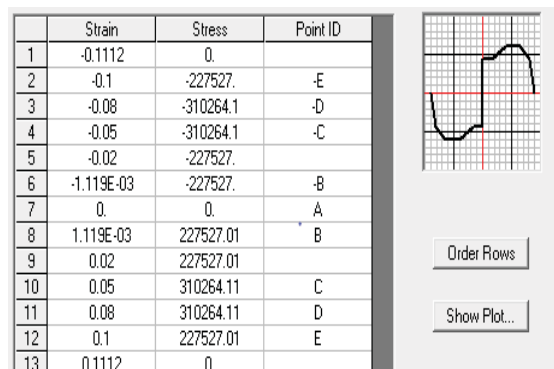 Strain Stress Point ID
1 -0.1112 0.
2 -0.1 -227527. -E
3 -0.08 -310264.1 -D
4 -0.05 -310264.1 -C
5 -0.02 -227527.
6 -1.119E-03 -227527. -B
7 0. 0. A
8 1.119E-03 227527.01 B
9 0.02 227527.01
10 0.05 310264.11 C
11 0.08 310264.11 D
12 0.1 227527.01 E
13 0.1112 0.
Order Rows
Show Plot...